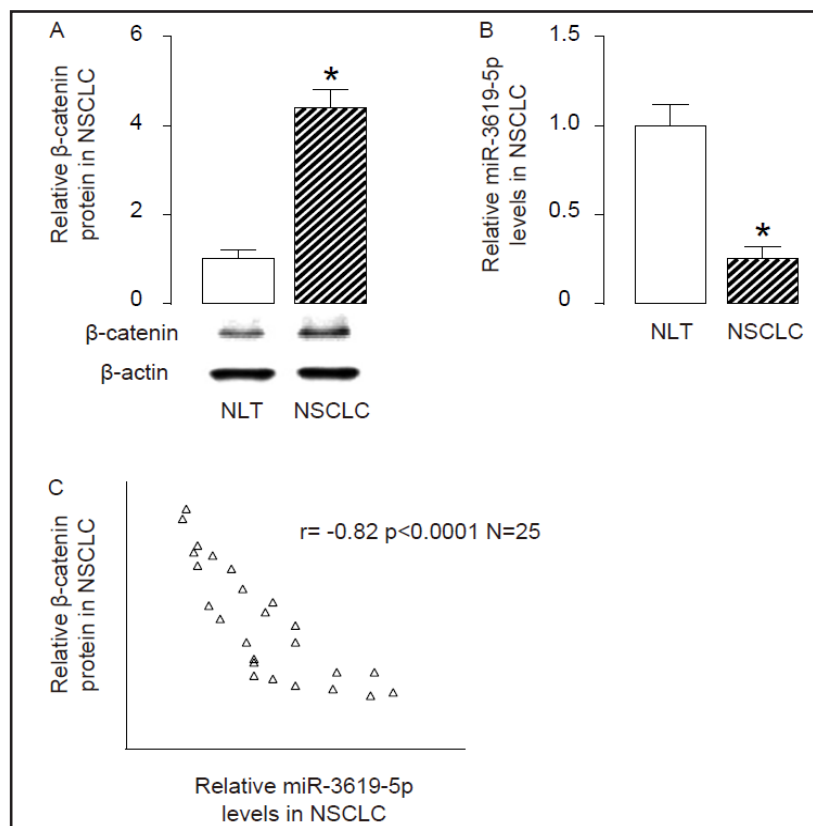 A
Relative β-catenin
protein in NSCLC
6
4
2
0
*
β-catenin
β-actin
NLT
NSCLC
B
Relative miR-3619-5p
levels in NSCLC
1.5
1.0
0.5
0
*
NLT
NSCLC
C
Relative β-catenin
protein in NSCLC
r= -0.82 p<0.0001 N=25
Relative miR-3619-5p
levels in NSCLC